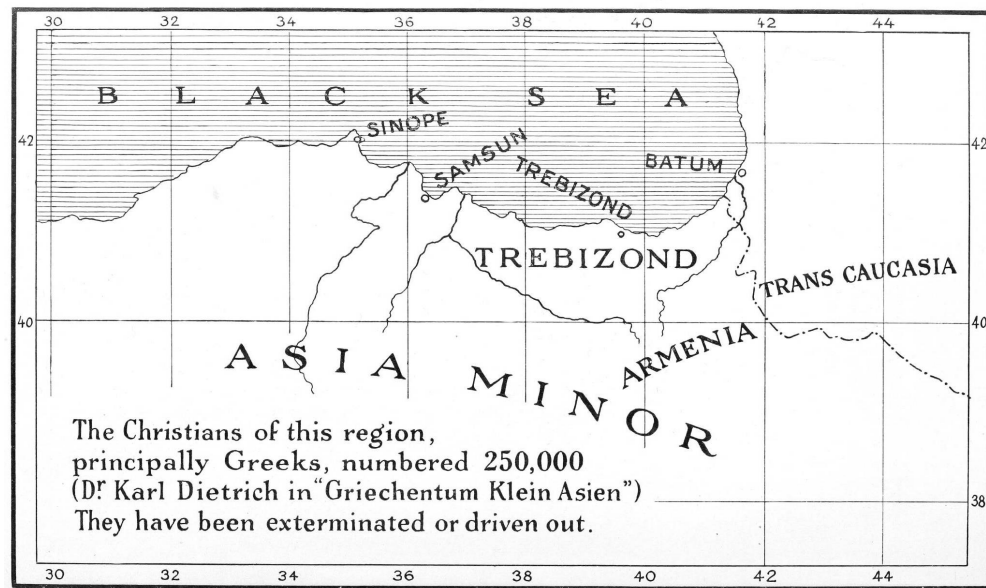 30 32 34 36 38 40 42 44
BLACK SEA
42 SINOPE 42
SAMSUN
TREBIZOND
BATUM
TREBIZOND
TRANS CAUCASIA
40 40
ASIA MINOR
ARMENIA
The Christians of this region,
principally Greeks, numbered 250,000
(Dr Karl Dietrich in "Griechentum Klein Asien")
They have been exterminated or driven out.
38
30 32 34 36 38 40 42 44